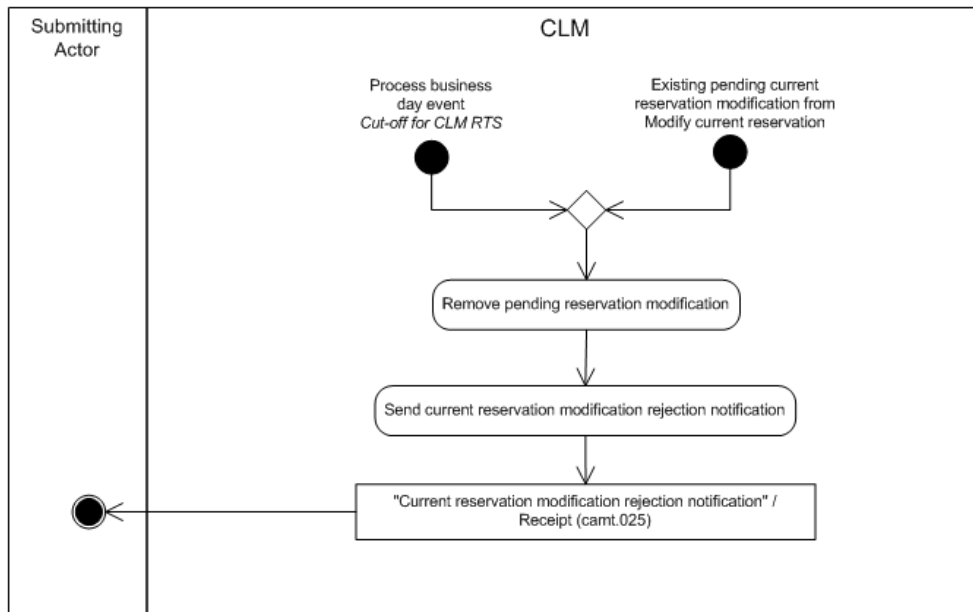 Submitting
Actor
CLM
Process business
day event
Cut-off for CLM RTS
Existing pending current
reservation modification from
Modify current reservation
Remove pending reservation modification
Send current reservation modification rejection notification
"Current reservation modification rejection notification" /
Receipt (camt.025)